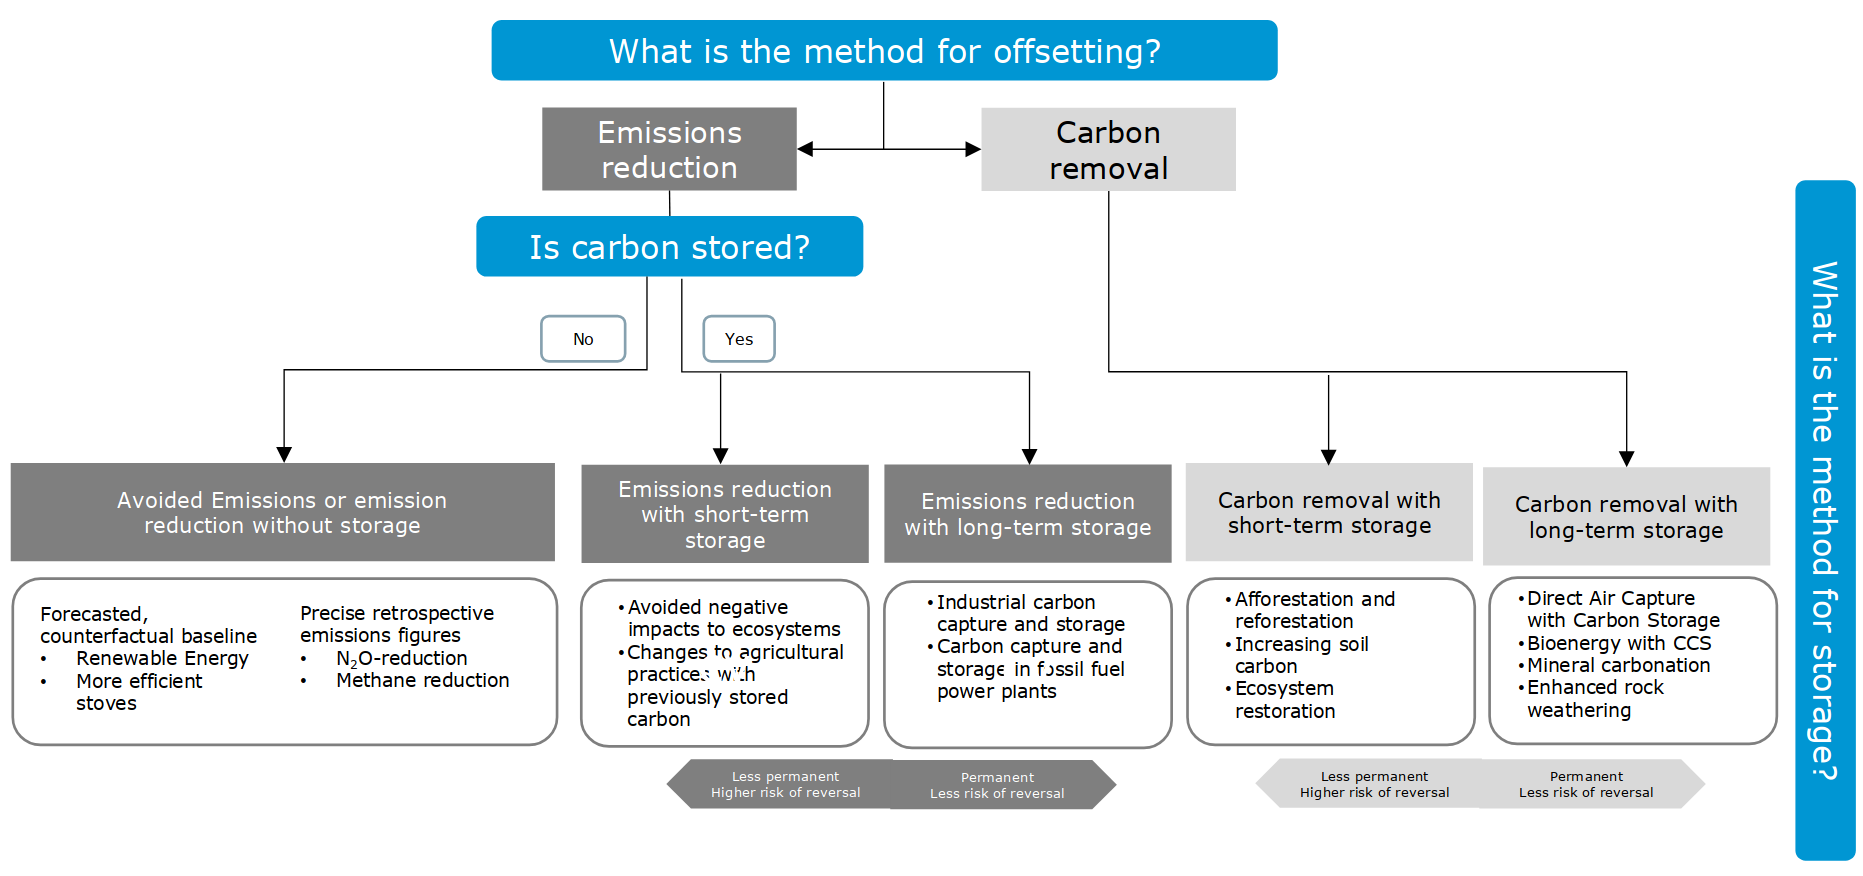 What is the method for offsetting?
Emissions
reduction
Carbon
removal
Is carbon stored?
No
Yes
Avoided Emissions or emission
reduction without storage
Emissions reduction
with short-term
storage
Emissions reduction
with long-term storage
Carbon removal with
short-term storage
Carbon removal with
long-term storage
Forecasted,
counterfactual baseline
• Renewable Energy
• More efficient
stoves
Precise retrospective
emissions figures
• N₂O-reduction
• Methane reduction
•Avoided negative
impacts to ecosystems
•Changes to agricultural
practices with
previously stored
carbon
•Industrial carbon
capture and storage
•Carbon capture and
storage in fossil fuel
power plants
•Afforestation and
reforestation
•Increasing soil
carbon
•Ecosystem
restoration
•Direct Air Capture
with Carbon Storage
•Bioenergy with CCS
•Mineral carbonation
•Enhanced rock
weathering
Less permanent
Higher risk of reversal
Permanent
Less risk of reversal
Less permanent
Higher risk of reversal
Permanent
Less risk of reversal
What is the method for storage?